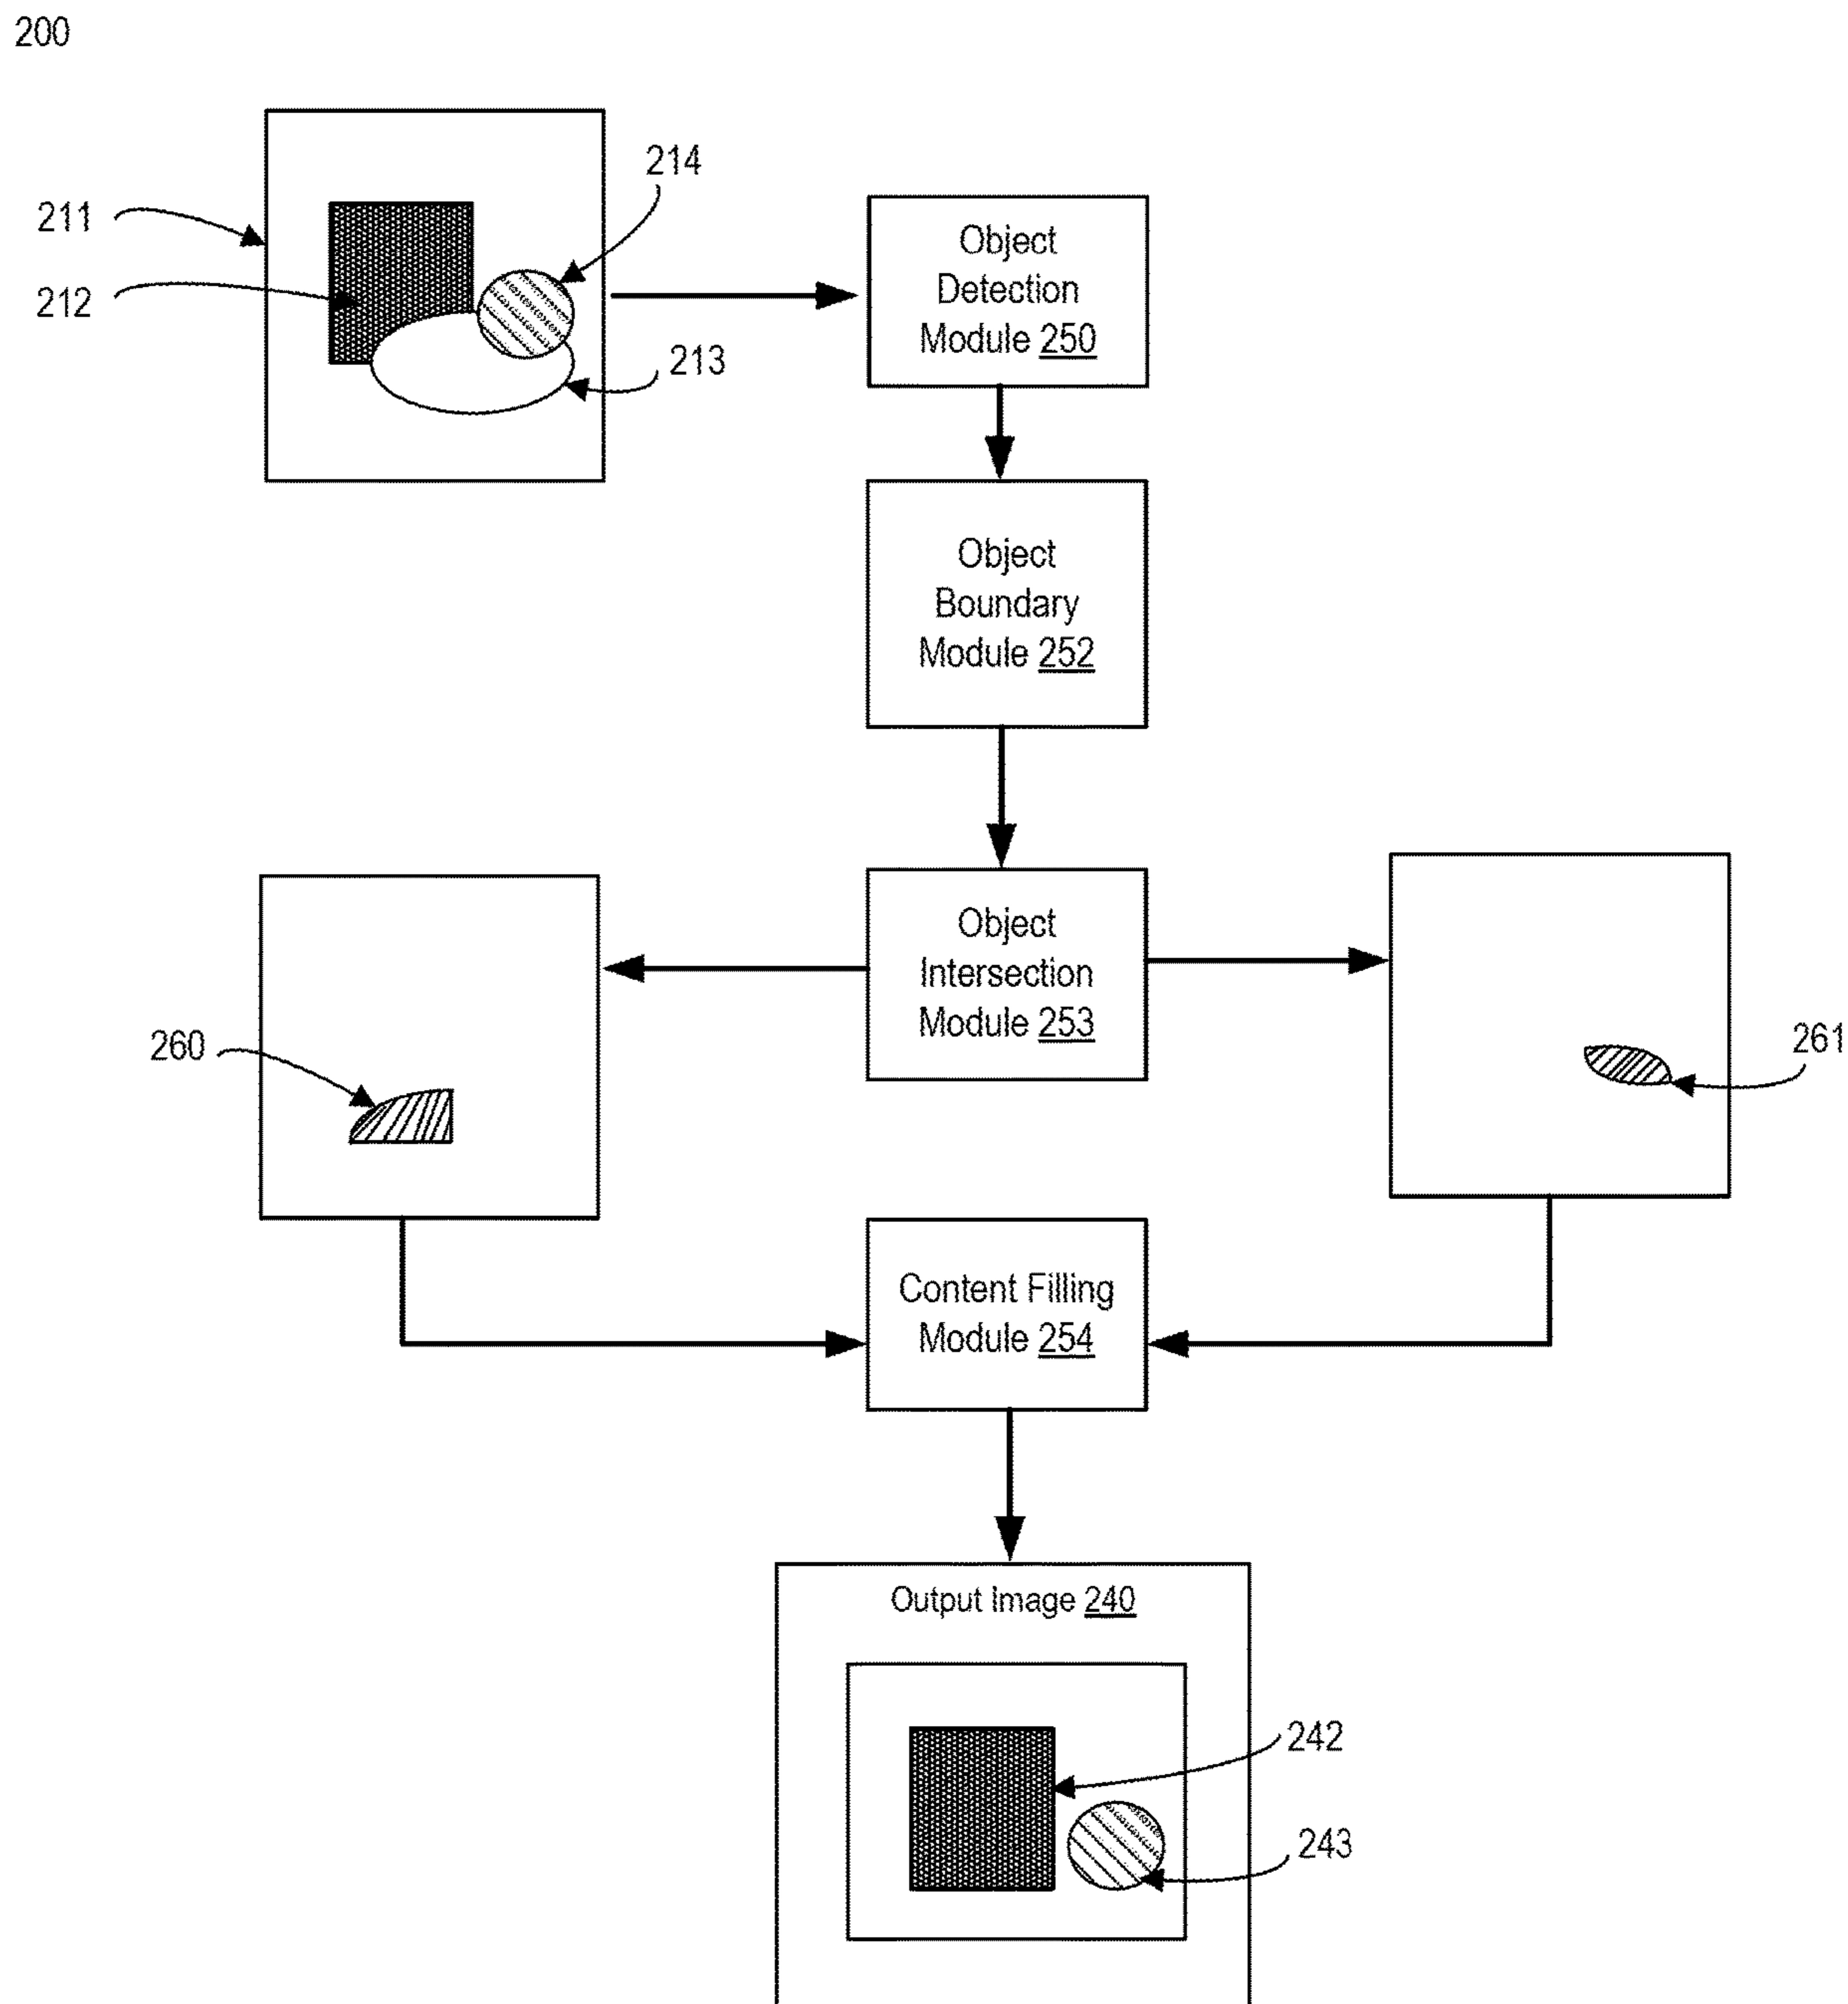 200
214
211
212
213
Object
Detection
Module 250
Object
Boundary
Module 252
Object
Intersection
Module 253
260
261
Content Filling
Module 254
Output Image 240
242
243